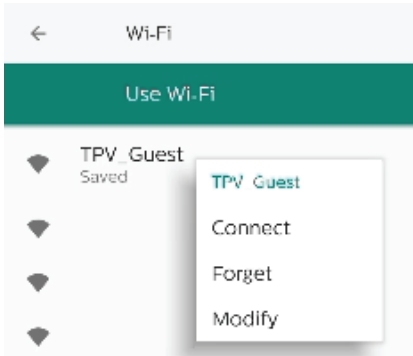 Wi-Fi
Use Wi-Fi
TPV_Guest
Saved
TPV_Guest
Connect
Forget
Modify